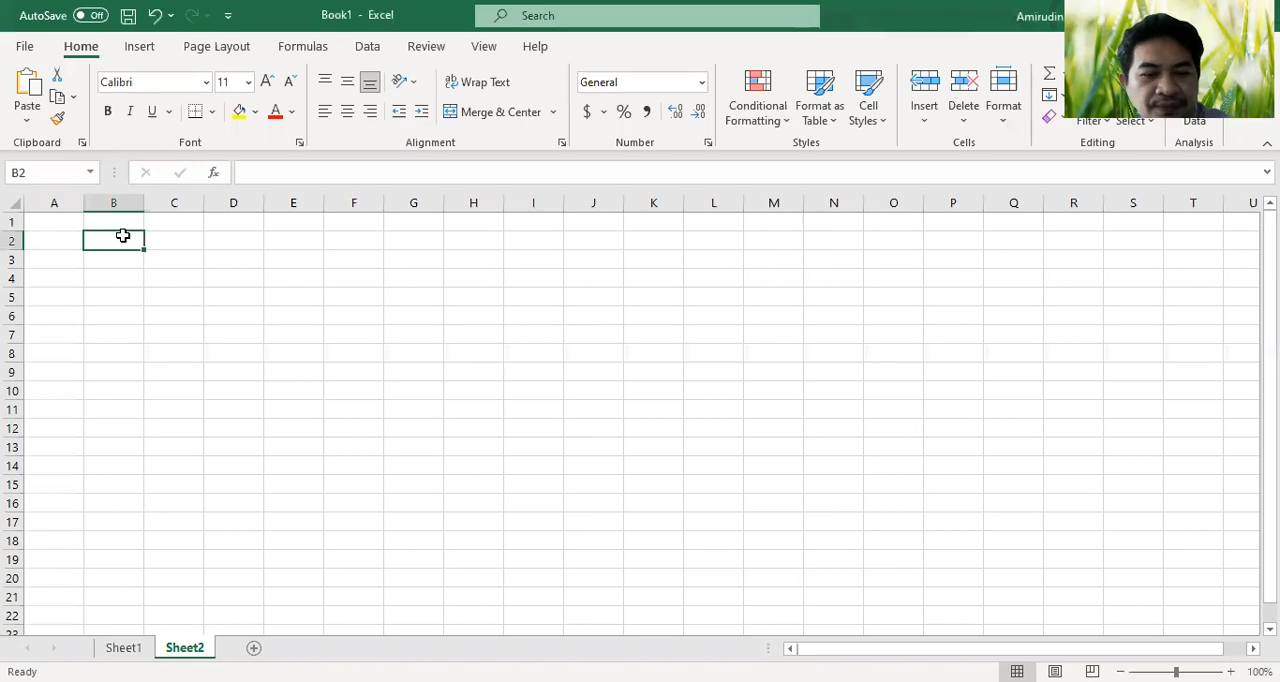 AutoSave Off Book1 - Excel Search Amirudin
File Home Insert Page Layout Formulas Data Review View Help
Paste Calibri 11 Wrap Text General Conditional Formatting Format as Table Cell Styles Insert Delete Format
B I U Merge & Center $ % Filter Select Data
Clipboard Font Alignment Number Styles Cells Editing Analysis
B2 fx
A B C D E F G H I J K L M N O P Q R S T U
1
2
3
4
5
6
7
8
9
10
11
12
13
14
15
16
17
18
19
20
21
22
23
Sheet1 Sheet2
Ready 100%